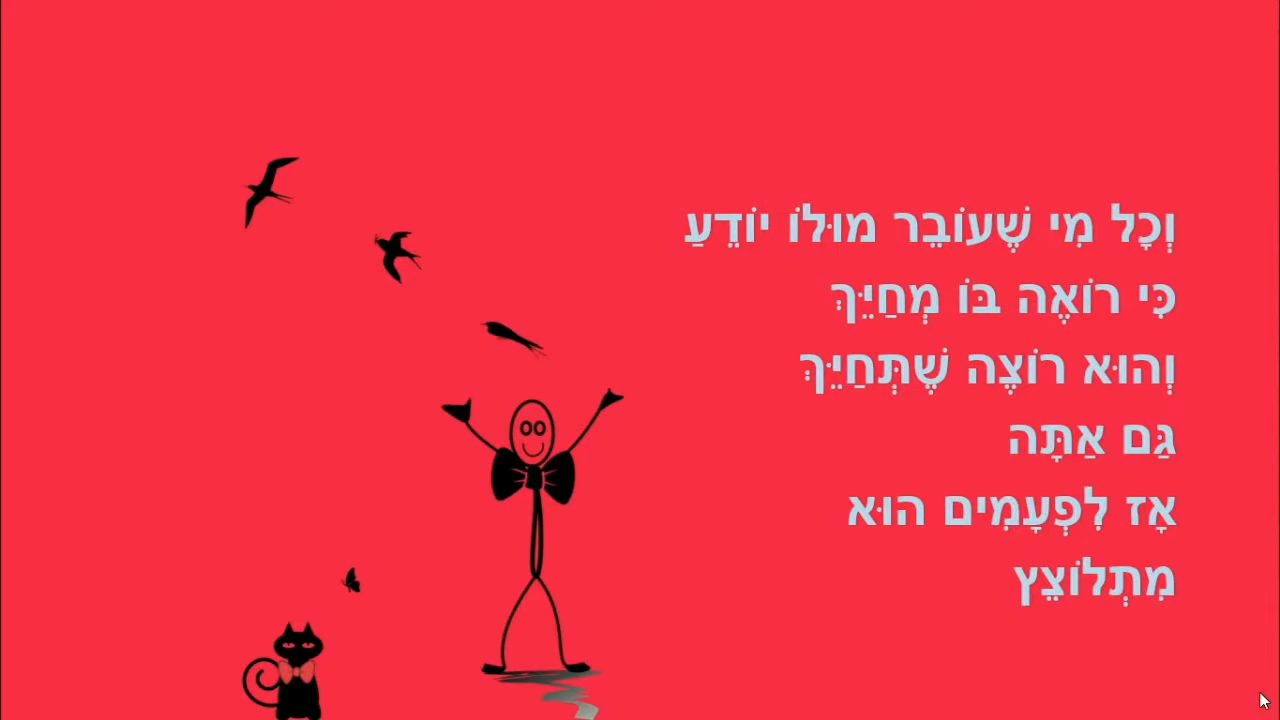 וְכָל מִי שֶׁעוֹבֵר מוּלוֹ יוֹדֵעַ
כִּי רוֹאֶה בּוֹ מְחַיֵּךְ
וְהוּא רוֹצֶה שֶׁתְּחַיֵּךְ
גַּם אַתָּה
אָז לִפְעָמִים הוּא
מִתְלוֹצֵץ